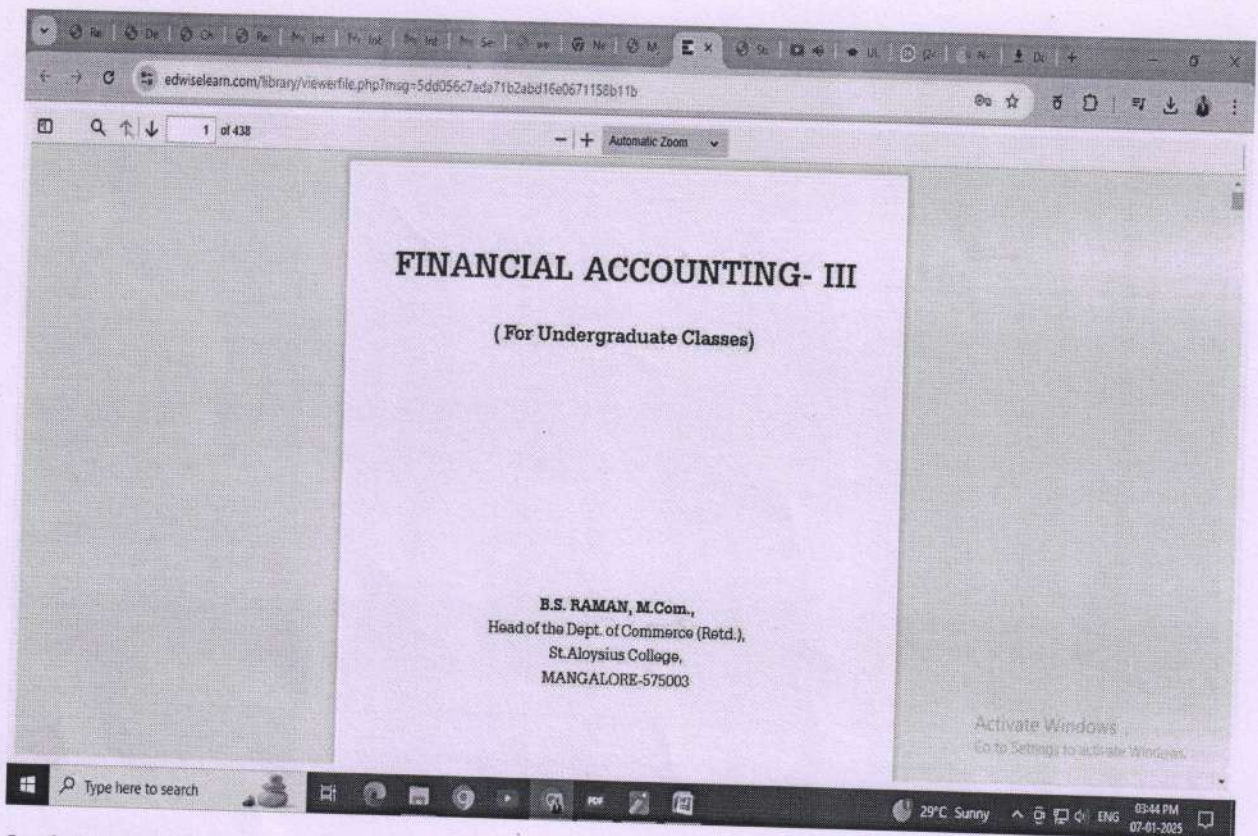 edwiselearn.com/library/viewerfile.php?msg=5dd056c7ada71b2abd16e0671158b11b
1 of 438
Automatic Zoom
FINANCIAL ACCOUNTING- III
( For Undergraduate Classes)
B.S. RAMAN, M.Com.,
Head of the Dept. of Commerce (Retd.),
St.Aloysius College,
MANGALORE-575003
Activate Windows
Go to Settings to activate Windows.
Type here to search
PDF
29°C Sunny
ENG
03:44 PM
07-01-2025